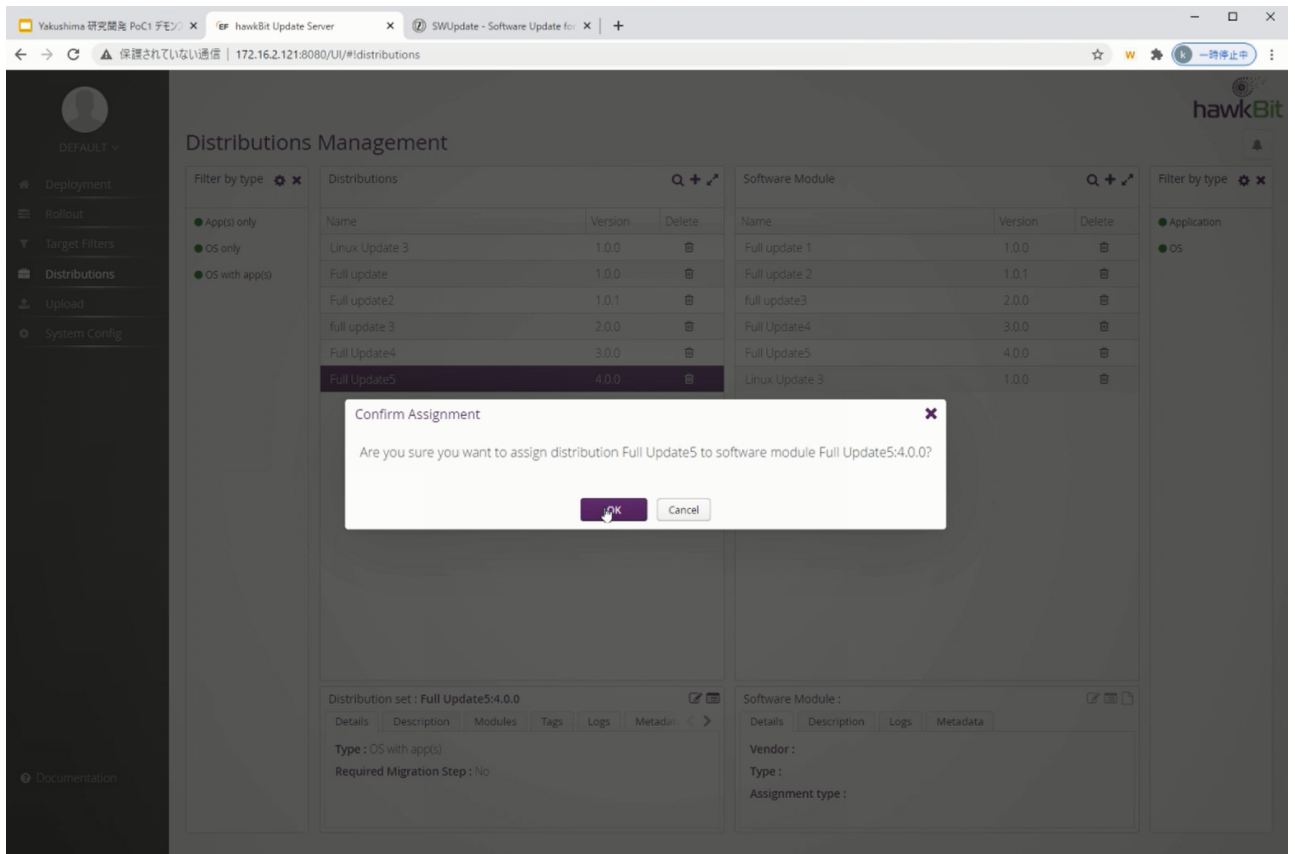 Yakushima 研究開発 PoC1 デモン
hawkBit Update Server
SWUpdate - Software Update for
保護されていない通信 | 172.16.2.121:8080/UI/#!distributions
W
k 一時停止中
hawkBit
DEFAULT
Distributions Management
Deployment
Rollout
Target Filters
Distributions
Upload
System Config
Documentation
Filter by type
App(s) only
OS only
OS with app(s)
Distributions
Name Version Delete
Linux Update 3 1.0.0
Full update 1.0.0
Full update2 1.0.1
full update 3 2.0.0
Full Update4 3.0.0
Full Update5 4.0.0
Software Module
Name Version Delete
Full update 1 1.0.0
Full update 2 1.0.1
full update3 2.0.0
Full Update4 3.0.0
Full Update5 4.0.0
Linux Update 3 1.0.0
Filter by type
Application
OS
Confirm Assignment
Are you sure you want to assign distribution Full Update5 to software module Full Update5:4.0.0?
OK Cancel
Distribution set : Full Update5:4.0.0
Details Description Modules Tags Logs Metadat
Type : OS with app(s)
Required Migration Step : No
Software Module :
Details Description Logs Metadata
Vendor :
Type :
Assignment type :